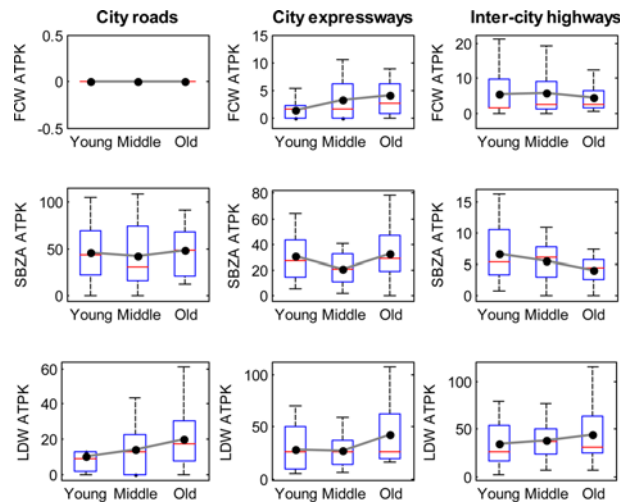 City roads City expressways Inter-city highways
FCW ATPK 0.5 0 -0.5 Young Middle Old
FCW ATPK 15 10 5 0 Young Middle Old
FCW ATPK 20 10 0 Young Middle Old
SBZA ATPK 100 50 0 Young Middle Old
SBZA ATPK 80 60 40 20 0 Young Middle Old
SBZA ATPK 15 10 5 0 Young Middle Old
LDW ATPK 60 40 20 0 Young Middle Old
LDW ATPK 100 50 0 Young Middle Old
LDW ATPK 100 50 0 Young Middle Old